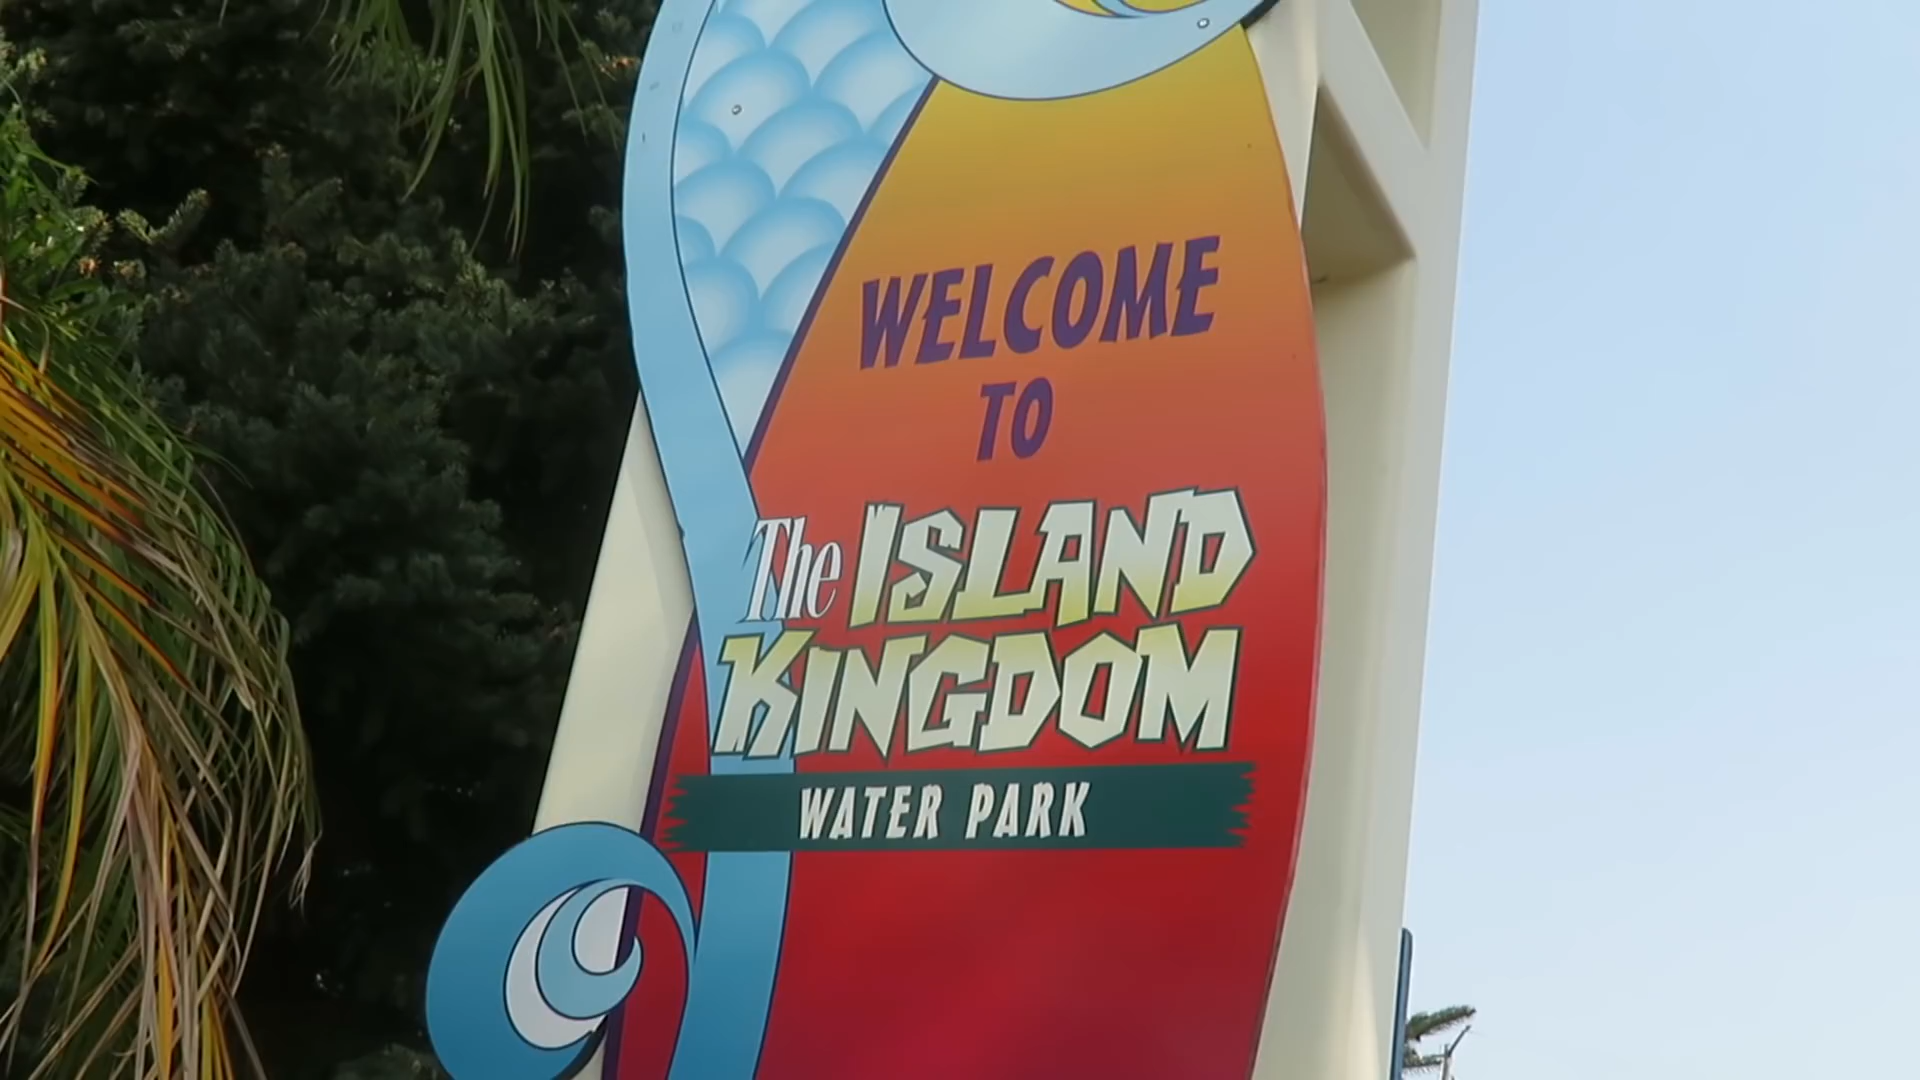 WELCOME
TO
The ISLAND
KINGDOM
WATER PARK